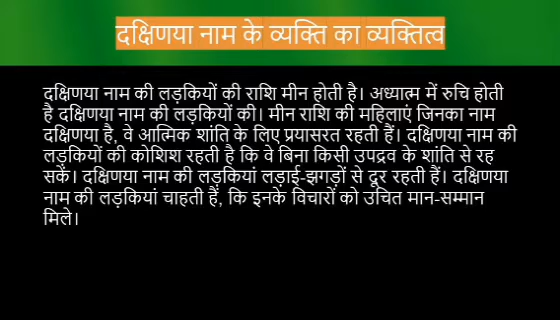 दक्षिणया नाम के व्यक्ति का व्यक्तित्व
दक्षिणया नाम की लड़कियों की राशि मीन होती है। अध्यात्म में रुचि होती
है दक्षिणया नाम की लड़कियों की। मीन राशि की महिलाएं जिनका नाम
दक्षिणया है, वे आत्मिक शांति के लिए प्रयासरत रहती हैं। दक्षिणया नाम की
लड़कियों की कोशिश रहती है कि वे बिना किसी उपद्रव के शांति से रह
सकें। दक्षिणया नाम की लड़कियां लड़ाई-झगड़ों से दूर रहती हैं। दक्षिणया
नाम की लड़कियां चाहती हैं, कि इनके विचारों को उचित मान-सम्मान
मिले।